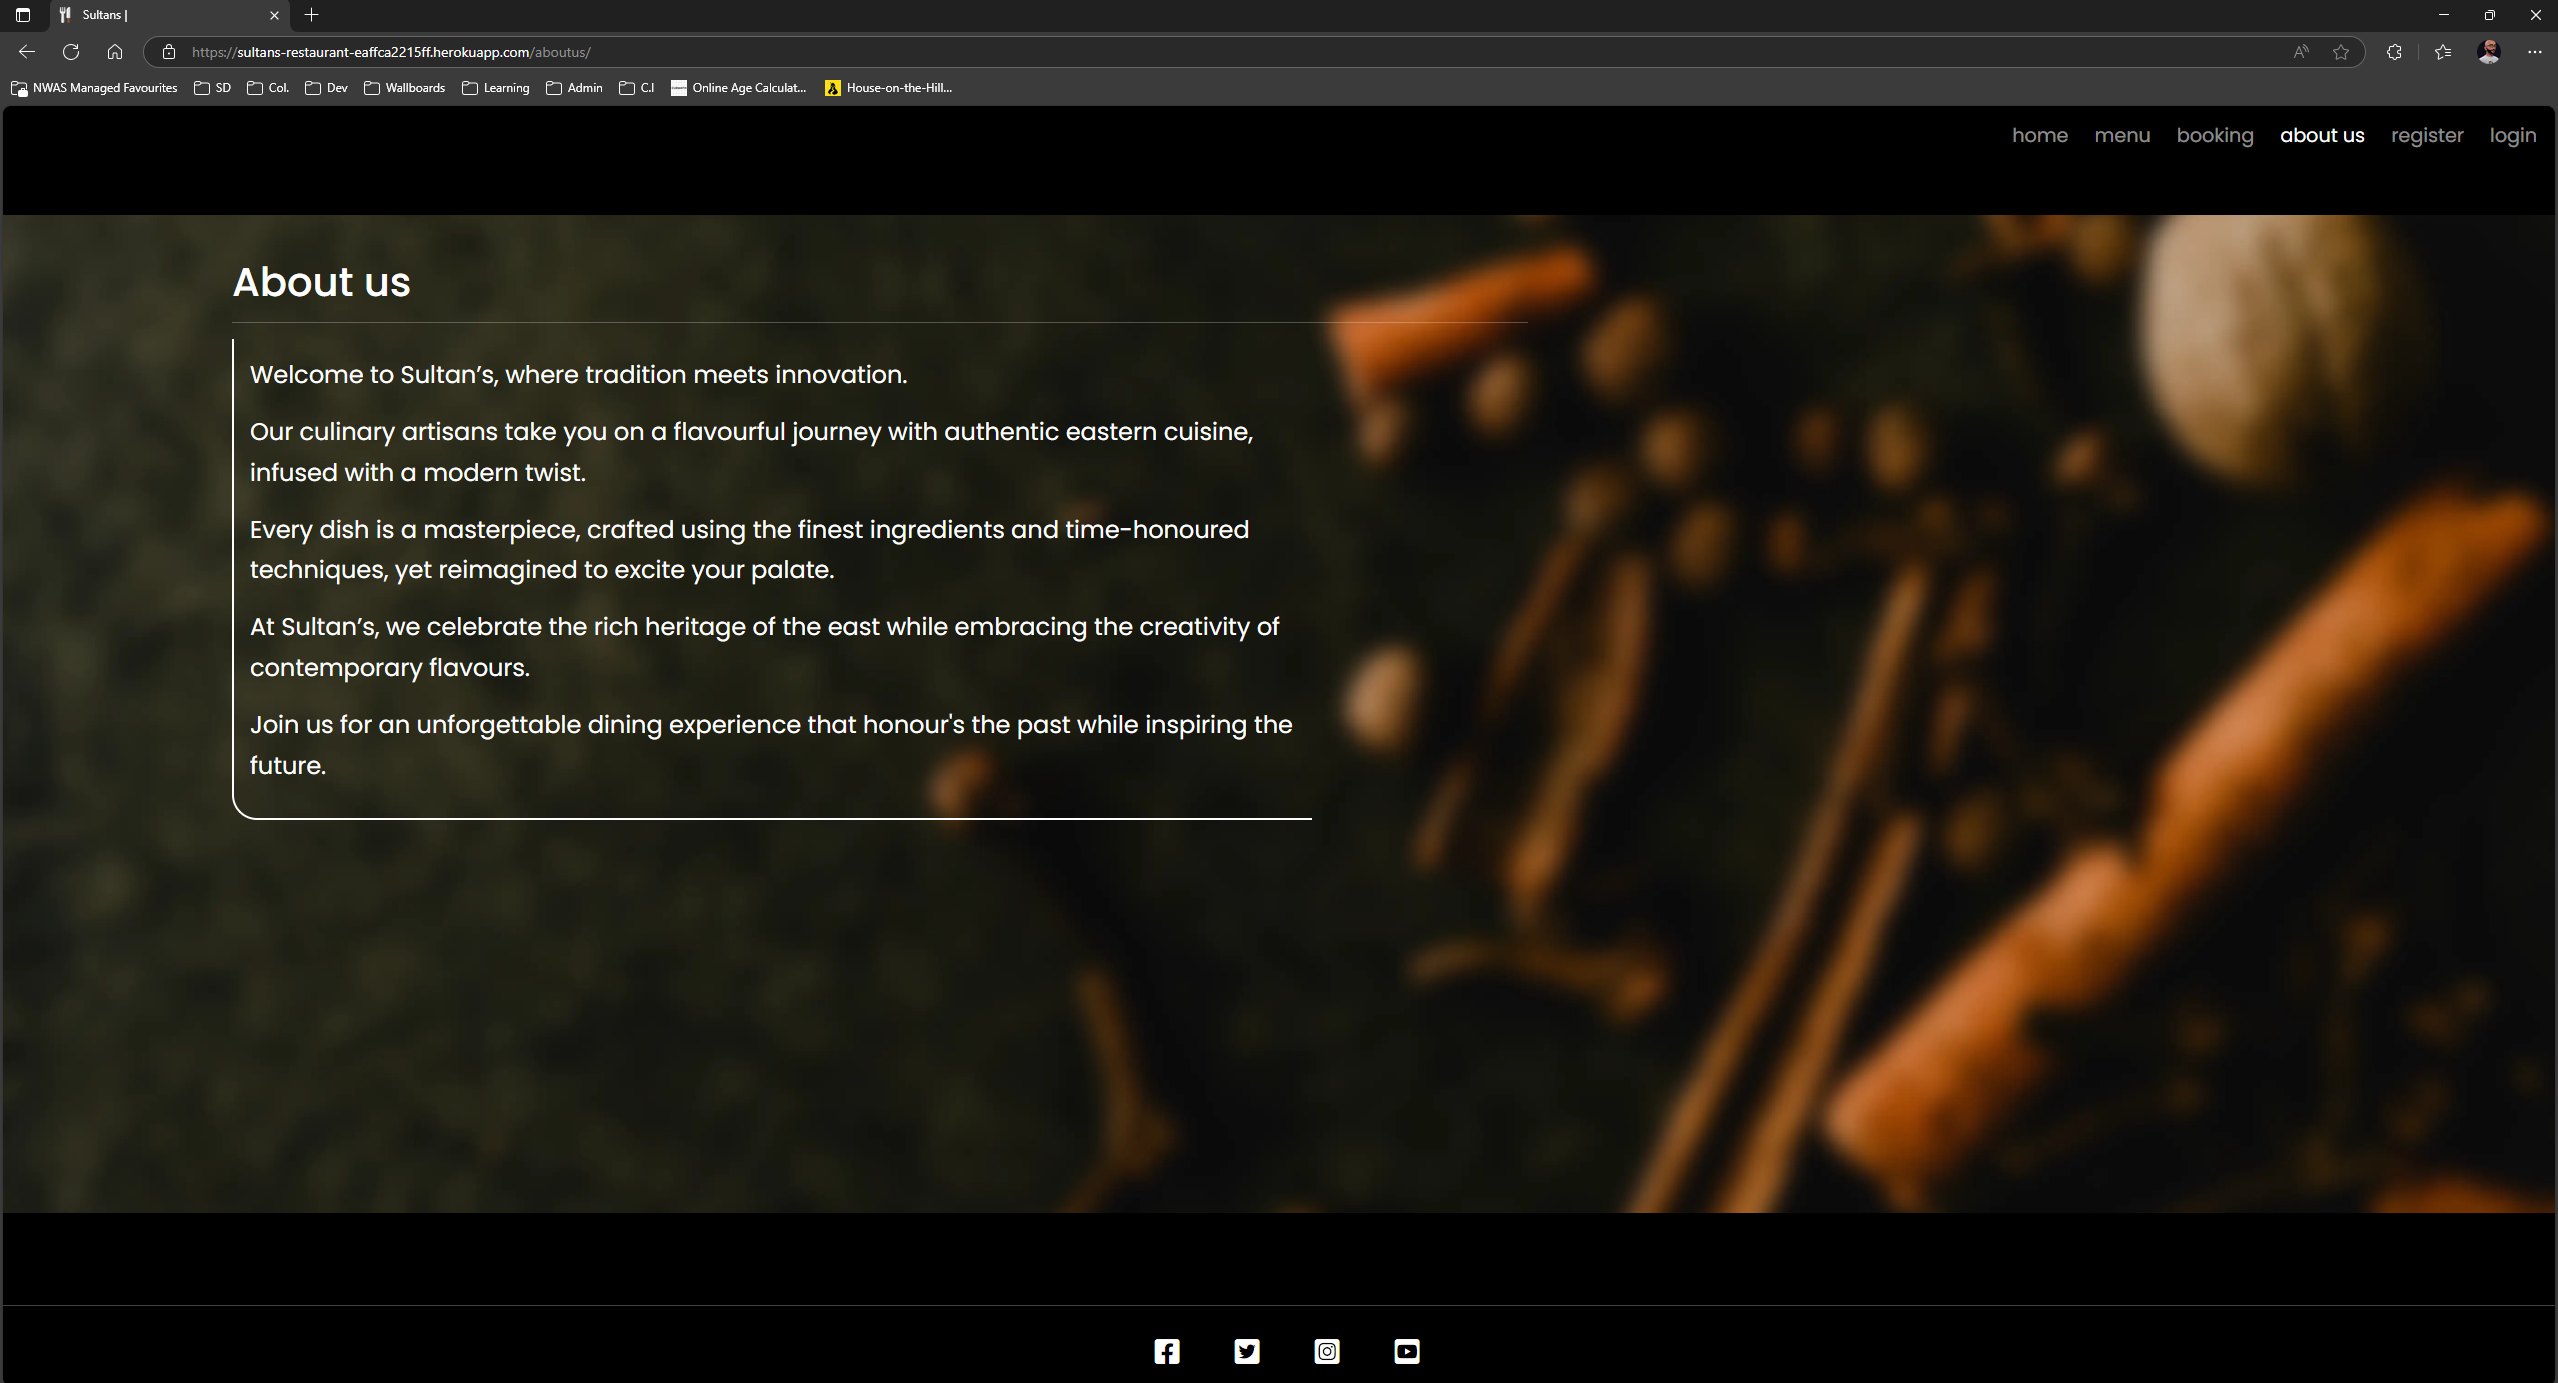 Sultans |
https://sultans-restaurant-eaffca2215ff.herokuapp.com/aboutus/
NWAS Managed Favourites SD Col. Dev Wallboards Learning Admin C.I Online Age Calculat... House-on-the-Hill...
home menu booking about us register login
About us
Welcome to Sultan’s, where tradition meets innovation.
Our culinary artisans take you on a flavourful journey with authentic eastern cuisine,
infused with a modern twist.
Every dish is a masterpiece, crafted using the finest ingredients and time-honoured
techniques, yet reimagined to excite your palate.
At Sultan’s, we celebrate the rich heritage of the east while embracing the creativity of
contemporary flavours.
Join us for an unforgettable dining experience that honour's the past while inspiring the
future.